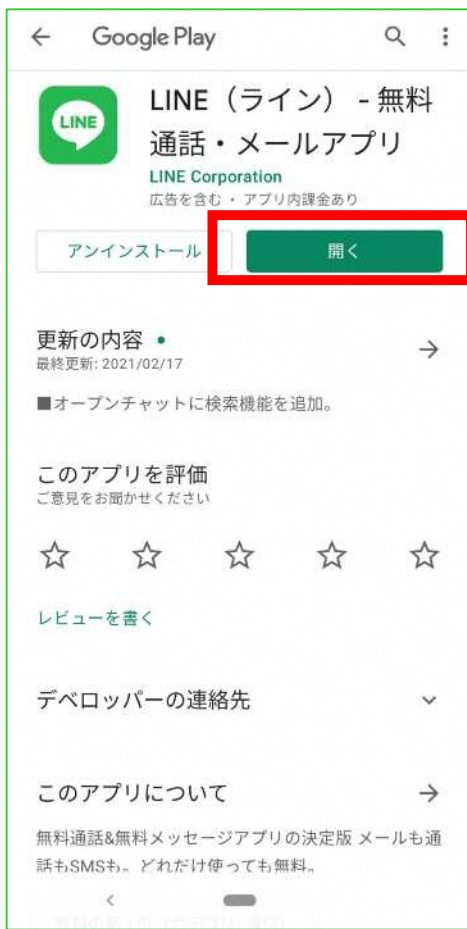 Google Play
LINE
LINE（ライン） - 無料
通話・メールアプリ
LINE Corporation
広告を含む・アプリ内課金あり
アンインストール
開く
更新の内容
最終更新: 2021/02/17
■オープンチャットに検索機能を追加。
このアプリを評価
ご意見をお聞かせください
レビューを書く
デベロッパーの連絡先
このアプリについて
無料通話&無料メッセージアプリの決定版 メールも通
話もSMSも。どれだけ使っても無料。